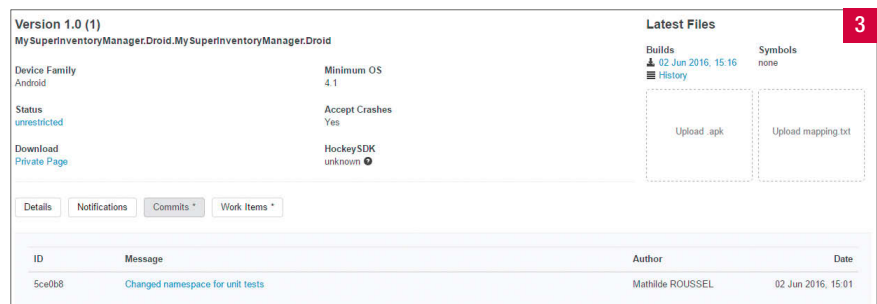 Version 1.0 (1)
MySuperInventoryManager.Droid.MySuperInventoryManager.Droid
Device Family
Android
Minimum OS
4.1
Status
unrestricted
Accept Crashes
Yes
Download
Private Page
HockeySDK
unknown ?
Latest Files
3
Builds
02 Jun 2016, 15:16
History
Symbols
none
Upload .apk
Upload mapping.txt
Details
Notifications
Commits *
Work Items *
ID Message Author Date
5ce0b8 Changed namespace for unit tests Mathilde ROUSSEL 02 Jun 2016, 15:01